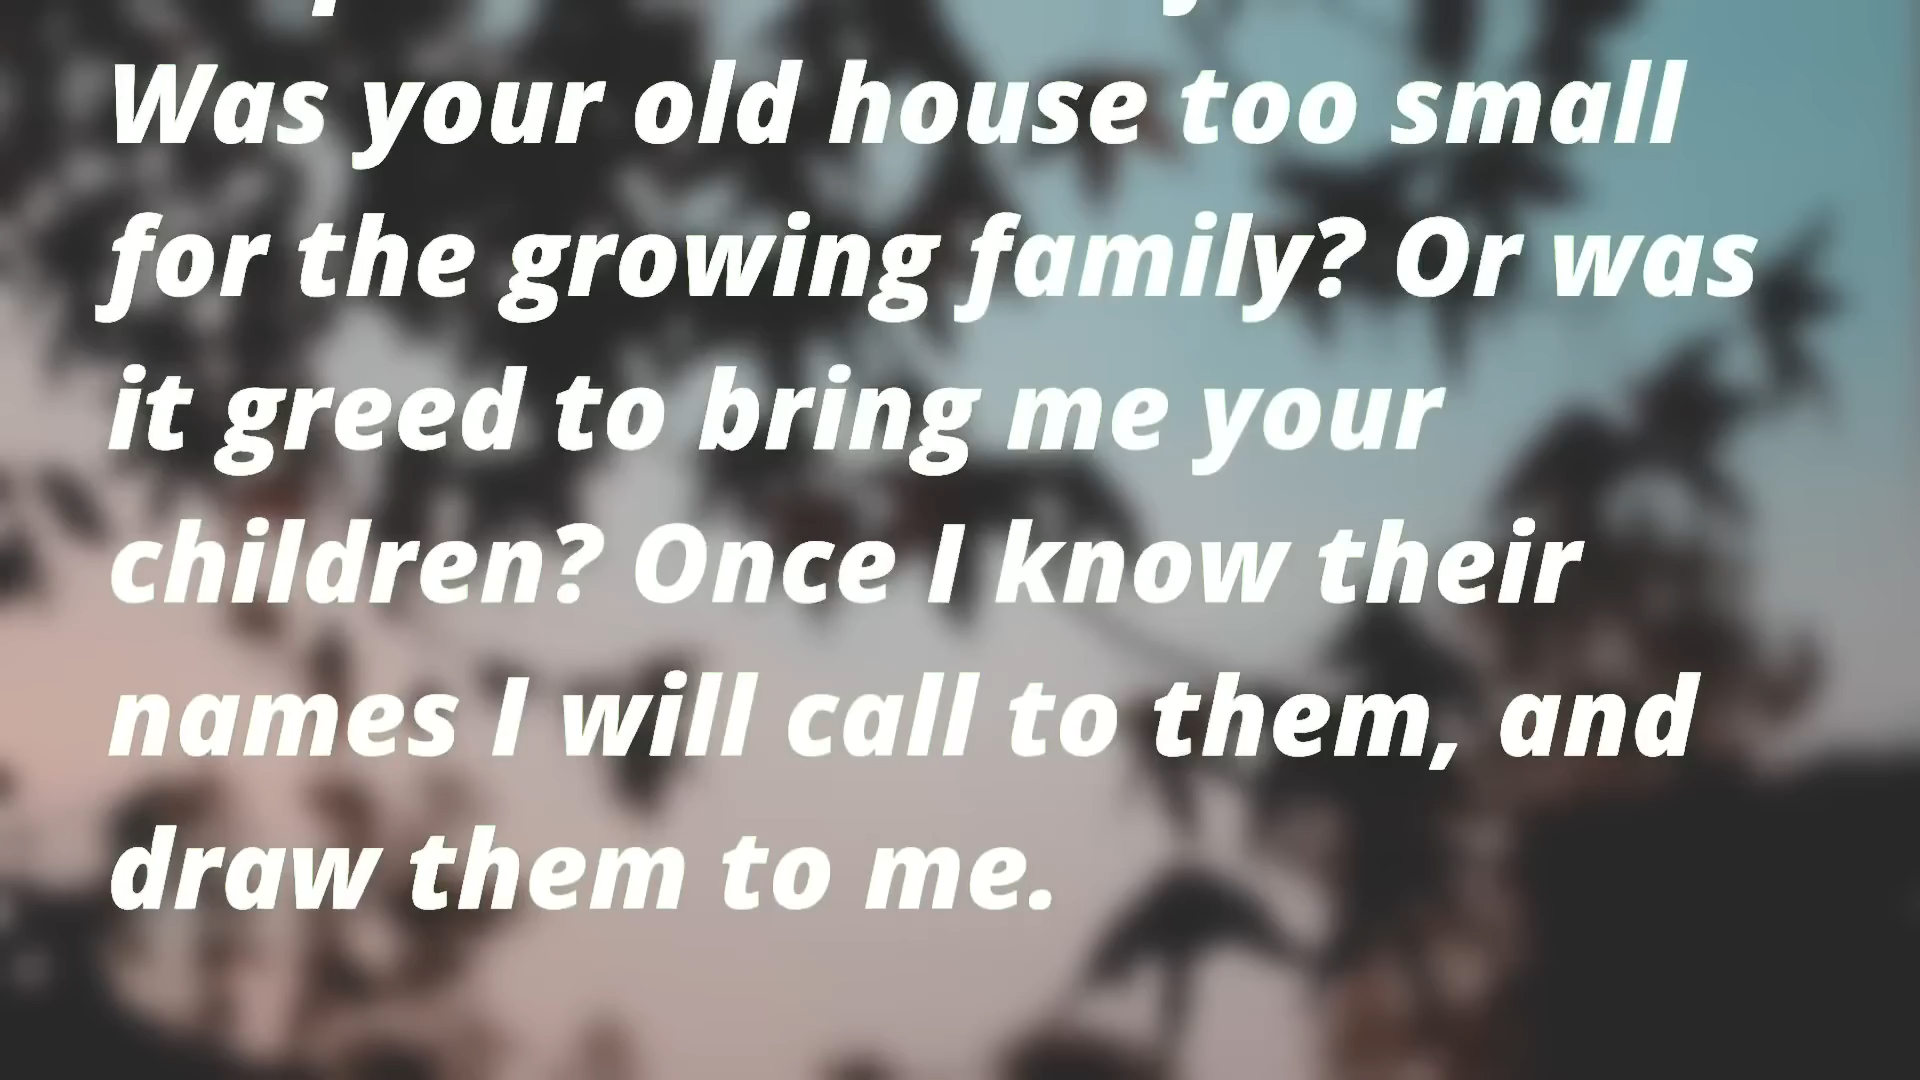 Was your old house too small
for the growing family? Or was
it greed to bring me your
children? Once I know their
names I will call to them, and
draw them to me.